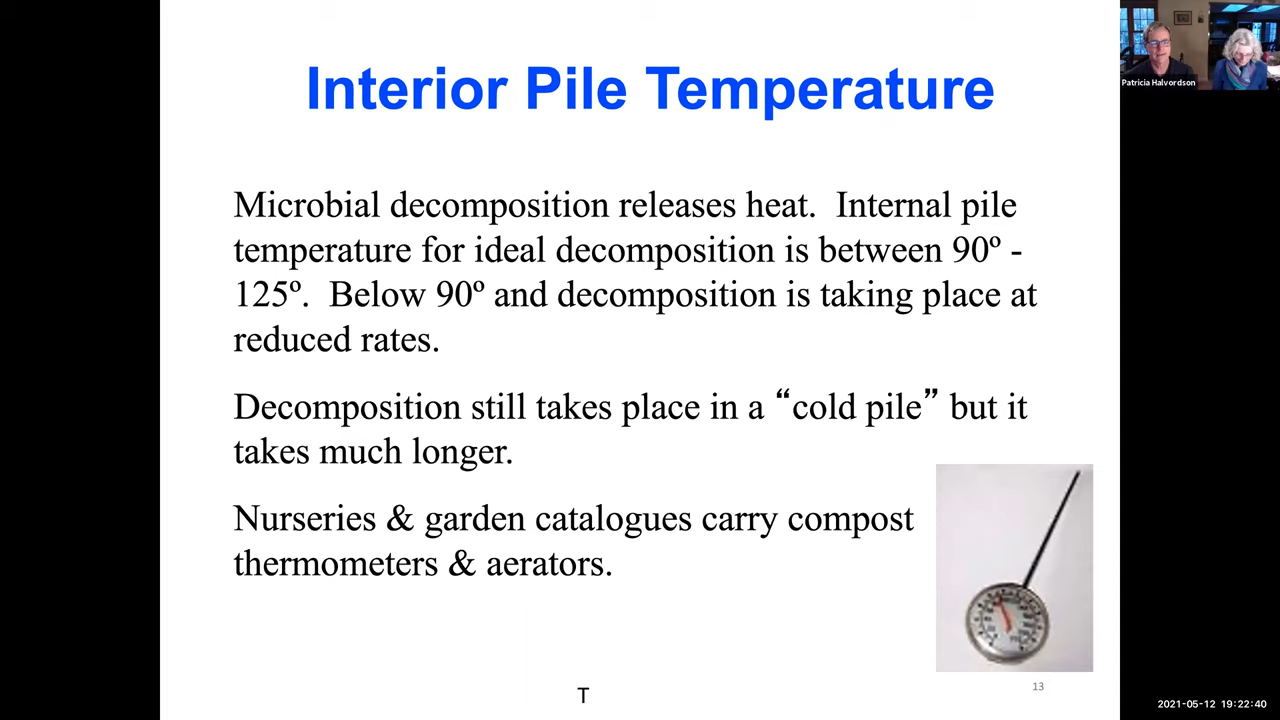 Interior Pile Temperature
Patricia Halvordson
Microbial decomposition releases heat.  Internal pile
temperature for ideal decomposition is between 90º -
125º.  Below 90º and decomposition is taking place at
reduced rates.
Decomposition still takes place in a “cold pile” but it
takes much longer.
Nurseries & garden catalogues carry compost
thermometers & aerators.
13
T
2021-05-12 19:22:40